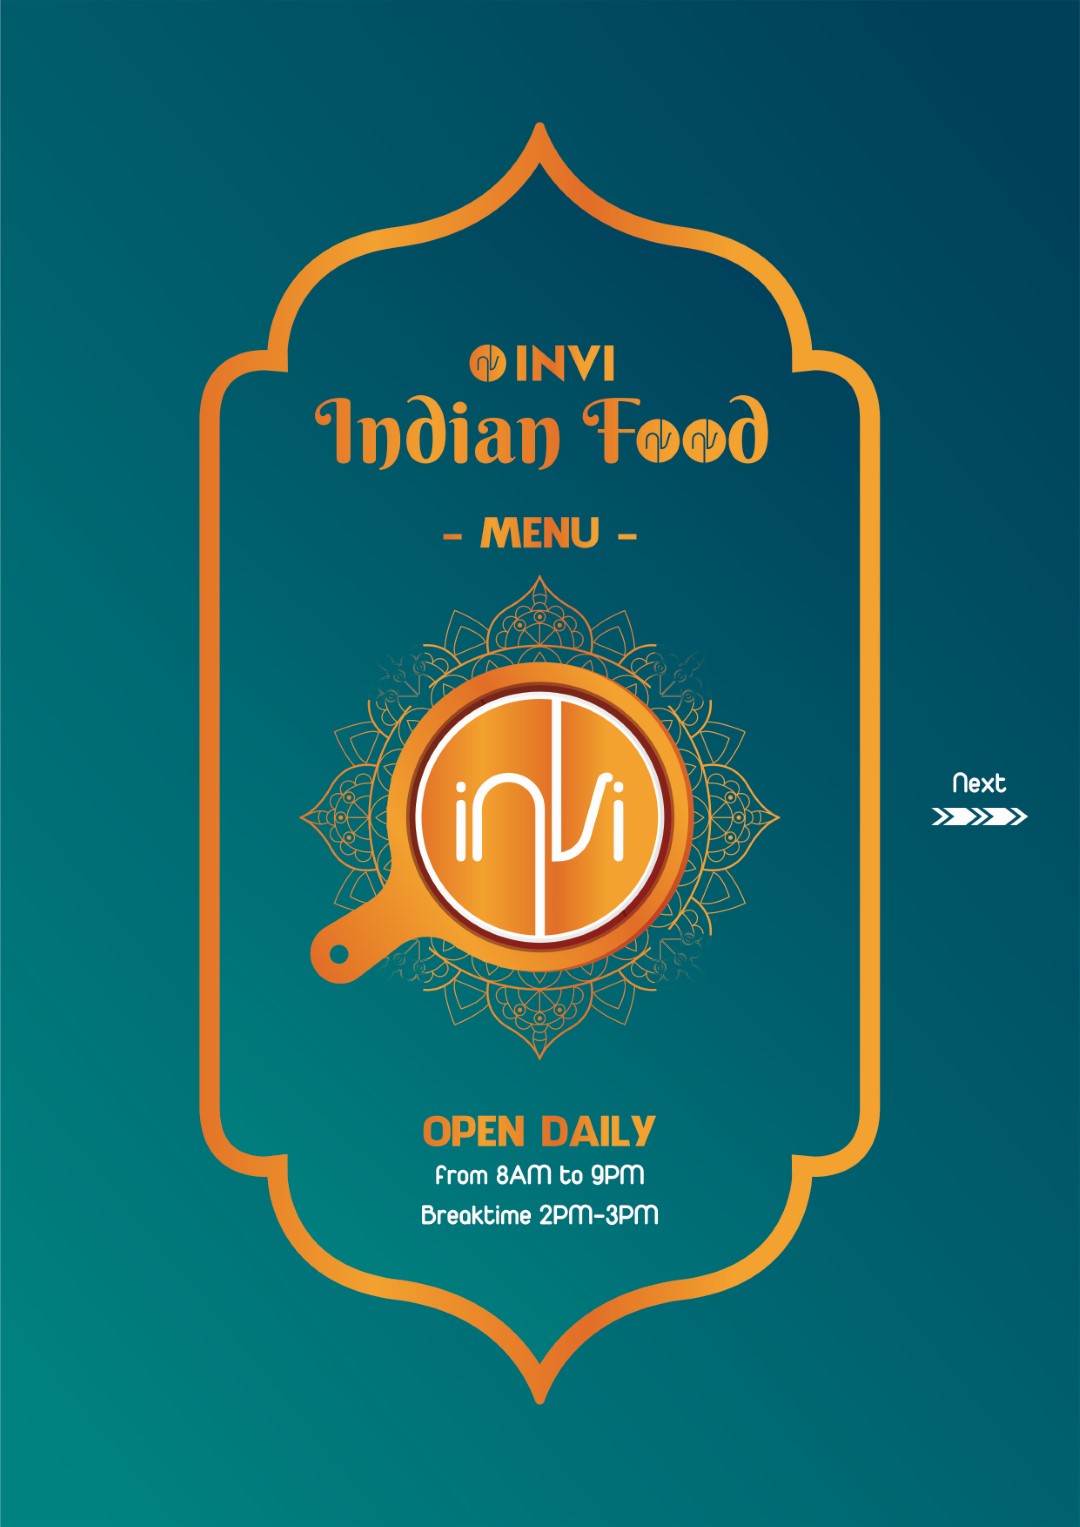 INVI
Indian Food
- MENU -
invi
Next
OPEN DAILY
from 8AM to 9PM
Breaktime 2PM-3PM